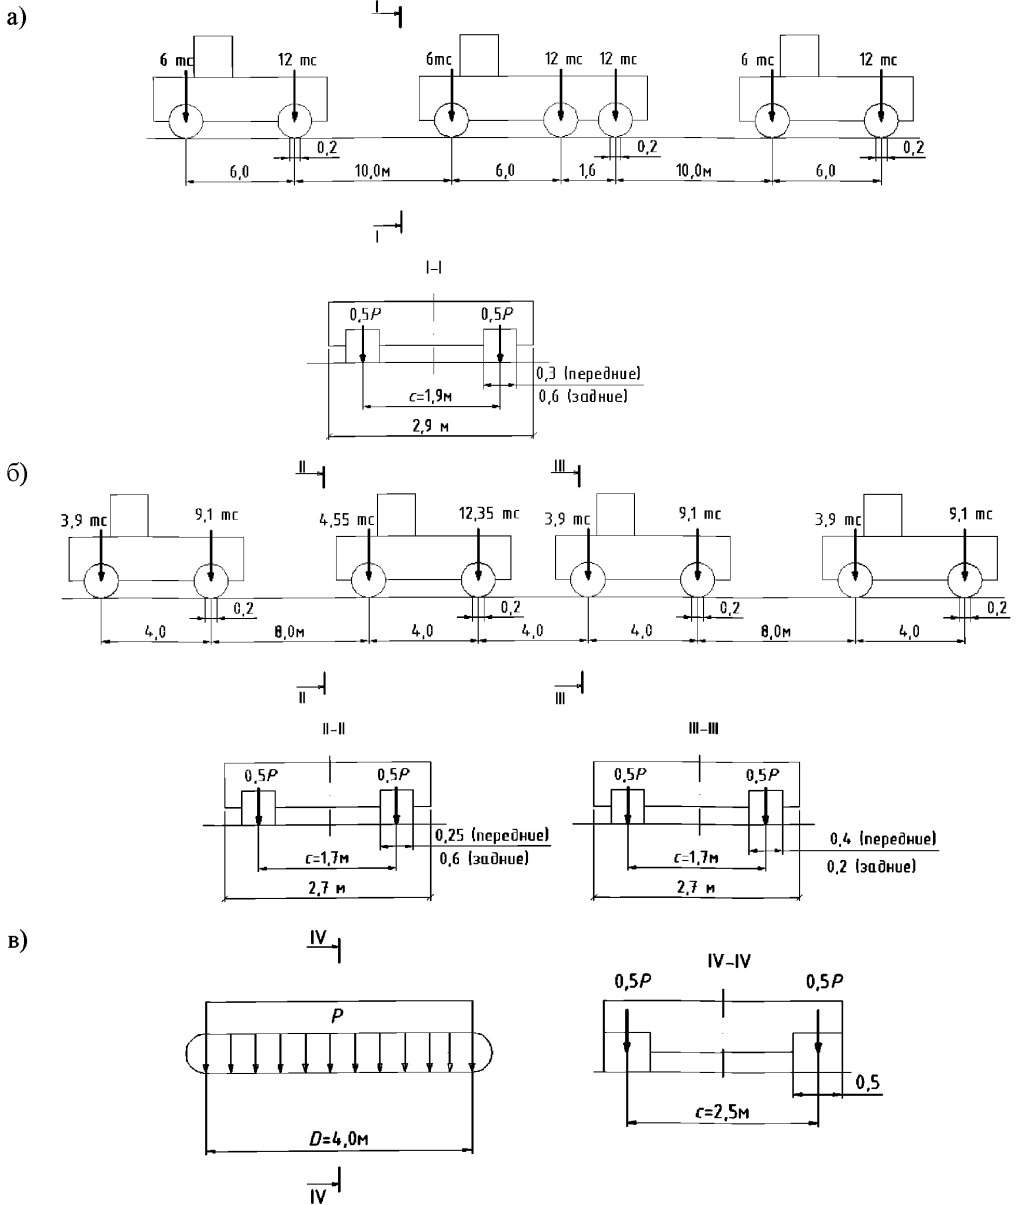 а)
I
6 тс 12 тс 6тс 12 тс 12 тс 6 тс 12 тс
0,2 0,2 0,2
6,0 10,0м 6,0 1,6 10,0м 6,0
I
I-I
0,5P 0,5P
0,3 (передние)
c=1,9м 0,6 (задние)
2,9 м
б)
II III
3,9 тс 9,1 тс 4,55 тс 12,35 тс 3,9 тс 9,1 тс 3,9 тс 9,1 тс
0,2 0,2 0,2 0,2
4,0 8,0м 4,0 4,0 4,0 8,0м 4,0
II III
II-II III-III
0,5P 0,5P 0,5P 0,5P
0,25 (передние) 0,4 (передние)
c=1,7м 0,6 (задние) c=1,7м 0,2 (задние)
2,7 м 2,7 м
в)
IV
IV-IV
0,5P 0,5P
P
0,5
c=2,5м
D=4,0м
IV